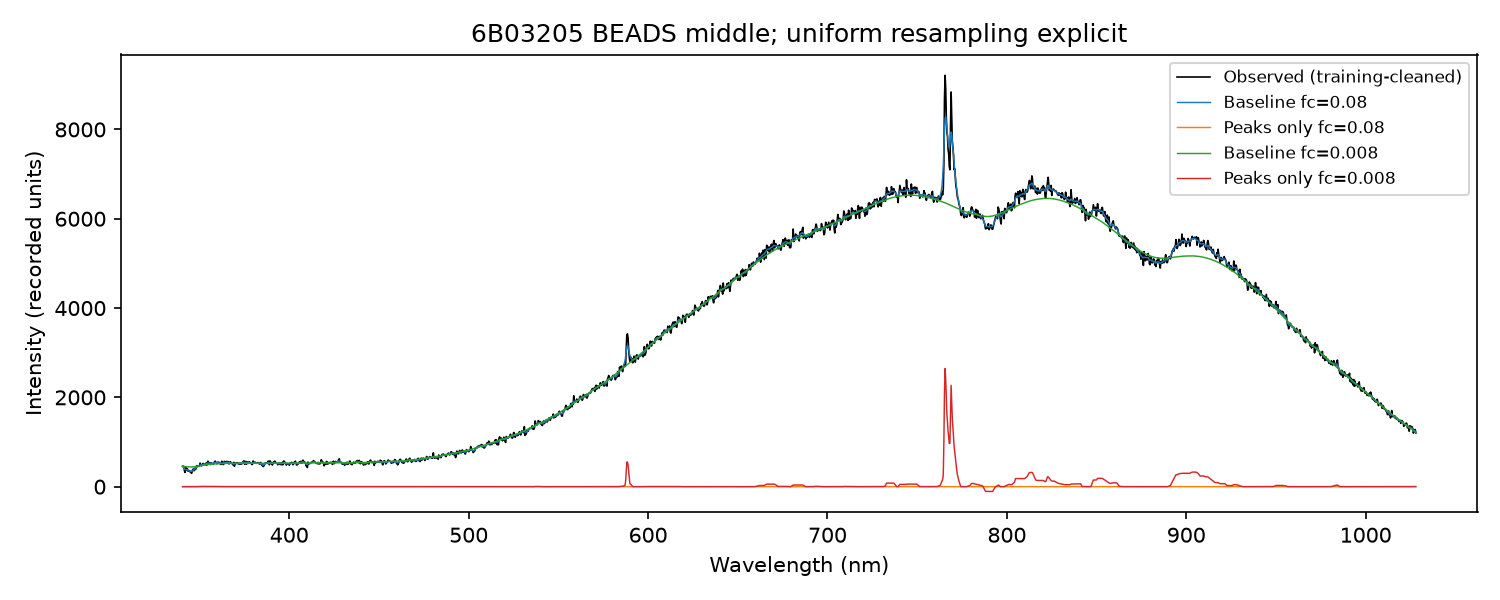 6B03205 BEADS middle; uniform resampling explicit
Observed (training-cleaned)
Baseline fc=0.08
Peaks only fc=0.08
Baseline fc=0.008
Peaks only fc=0.008
Intensity (recorded units)
8000
6000
4000
2000
0
400 500 600 700 800 900 1000
Wavelength (nm)